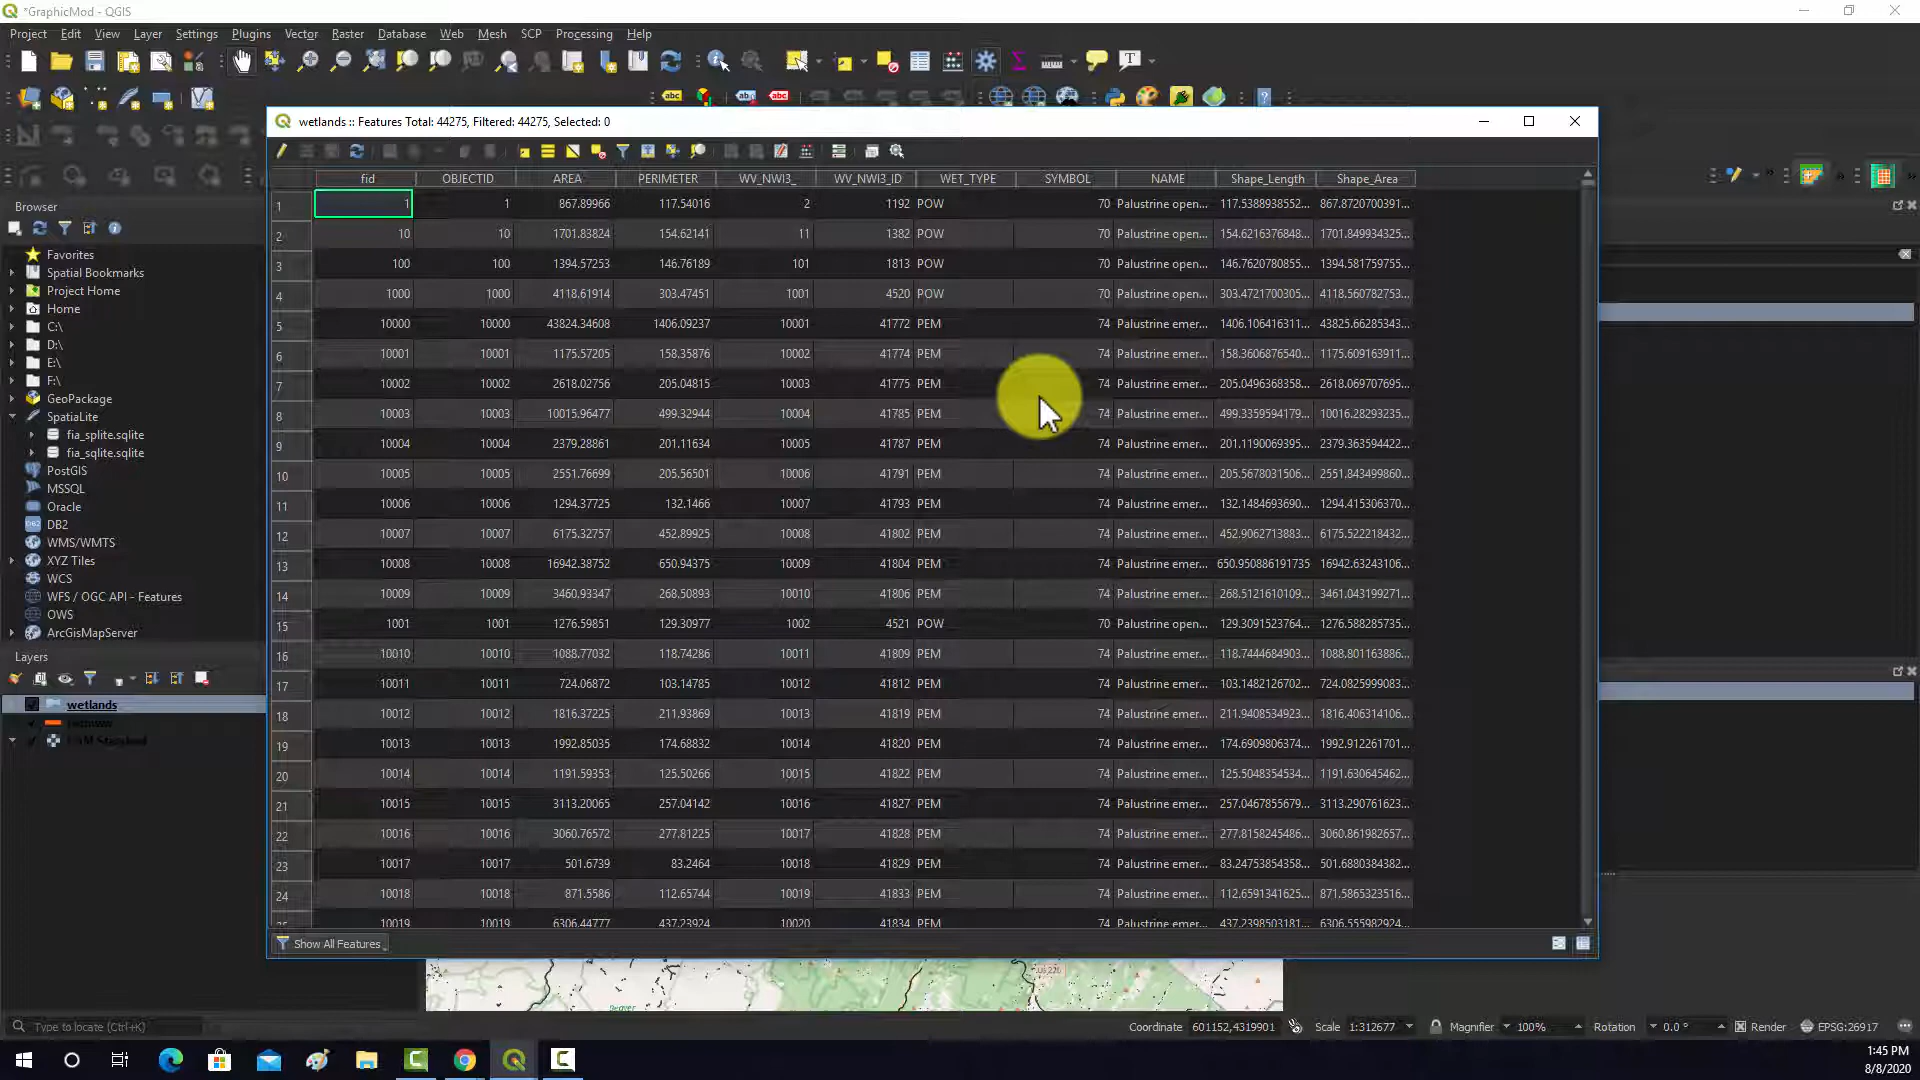 *GraphicMod - QGIS
Project Edit View Layer Settings Plugins Vector Raster Database Web Mesh SCP Processing Help
abc abc abc
wetlands :: Features Total: 44275, Filtered: 44275, Selected: 0
fid OBJECTID AREA PERIMETER WV_NWI3_ WV_NWI3_ID WET_TYPE SYMBOL NAME Shape_Length Shape_Area
1 1 1 867.89966 117.54016 2 1192 POW 70 Palustrine open... 117.5388938552... 867.8720700391...
2 10 10 1701.83824 154.62141 11 1382 POW 70 Palustrine open... 154.6216376848... 1701.849934325...
3 100 100 1394.57253 146.76189 101 1813 POW 70 Palustrine open... 146.7620780855... 1394.581759755...
4 1000 1000 4118.61914 303.47451 1001 4520 POW 70 Palustrine open... 303.4721700305... 4118.560782753...
5 10000 10000 43824.34608 1406.09237 10001 41772 PEM 74 Palustrine emer... 1406.106416311... 43825.66285343...
6 10001 10001 1175.57205 158.35876 10002 41774 PEM 74 Palustrine emer... 158.3606876540... 1175.609163911...
7 10002 10002 2618.02756 205.04815 10003 41775 PEM 74 Palustrine emer... 205.0496368358... 2618.069707695...
8 10003 10003 10015.96477 499.32944 10004 41785 PEM 74 Palustrine emer... 499.3359594179... 10016.28293235...
9 10004 10004 2379.28861 201.11634 10005 41787 PEM 74 Palustrine emer... 201.1190069395... 2379.363594422...
10 10005 10005 2551.76699 205.56501 10006 41791 PEM 74 Palustrine emer... 205.5678031506... 2551.843499860...
11 10006 10006 1294.37725 132.1466 10007 41793 PEM 74 Palustrine emer... 132.1484693690... 1294.415306370...
12 10007 10007 6175.32757 452.89925 10008 41802 PEM 74 Palustrine emer... 452.9062713883... 6175.522218432...
13 10008 10008 16942.38752 650.94375 10009 41804 PEM 74 Palustrine emer... 650.950886191735 16942.63243106...
14 10009 10009 3460.93347 268.50893 10010 41806 PEM 74 Palustrine emer... 268.5121610109... 3461.043199271...
15 1001 1001 1276.59851 129.30977 1002 4521 POW 70 Palustrine open... 129.3091523764... 1276.588285735...
16 10010 10010 1088.77032 118.74286 10011 41809 PEM 74 Palustrine emer... 118.7444684903... 1088.801163886...
17 10011 10011 724.06872 103.14785 10012 41812 PEM 74 Palustrine emer... 103.1482126702... 724.0825999083...
18 10012 10012 1816.37225 211.93869 10013 41819 PEM 74 Palustrine emer... 211.9408534923... 1816.406314106...
19 10013 10013 1992.85035 174.68832 10014 41820 PEM 74 Palustrine emer... 174.6909806374... 1992.912261701...
20 10014 10014 1191.59353 125.50266 10015 41822 PEM 74 Palustrine emer... 125.5048354534... 1191.630645462...
21 10015 10015 3113.20065 257.04142 10016 41827 PEM 74 Palustrine emer... 257.0467855679... 3113.290761623...
22 10016 10016 3060.76572 277.81225 10017 41828 PEM 74 Palustrine emer... 277.8158245486... 3060.861982657...
23 10017 10017 501.6739 83.2464 10018 41829 PEM 74 Palustrine emer... 83.24753854358... 501.6880384382...
24 10018 10018 871.5586 112.65744 10019 41833 PEM 74 Palustrine emer... 112.6591341625... 871.5865323516...
10019 10019 6306.44777 437.23924 10020 41834 PEM 74 Palustrine emer... 437.2398503181... 6306.555982924...
Show All Features
Browser
Favorites
Spatial Bookmarks
Project Home
Home
C:\
D:\
E:\
F:\
GeoPackage
SpatiaLite
fia_splite.sqlite
fia_sqlite.sqlite
PostGIS
MSSQL
Oracle
DB2
WMS/WMTS
XYZ Tiles
WCS
WFS / OGC API - Features
OWS
ArcGisMapServer
Layers
wetlands
US 220
Type to locate (Ctrl+K)
Coordinate 601152,4319901 Scale 1:312677 Magnifier 100% Rotation 0.0 ° Render EPSG:26917
1:45 PM
8/8/2020